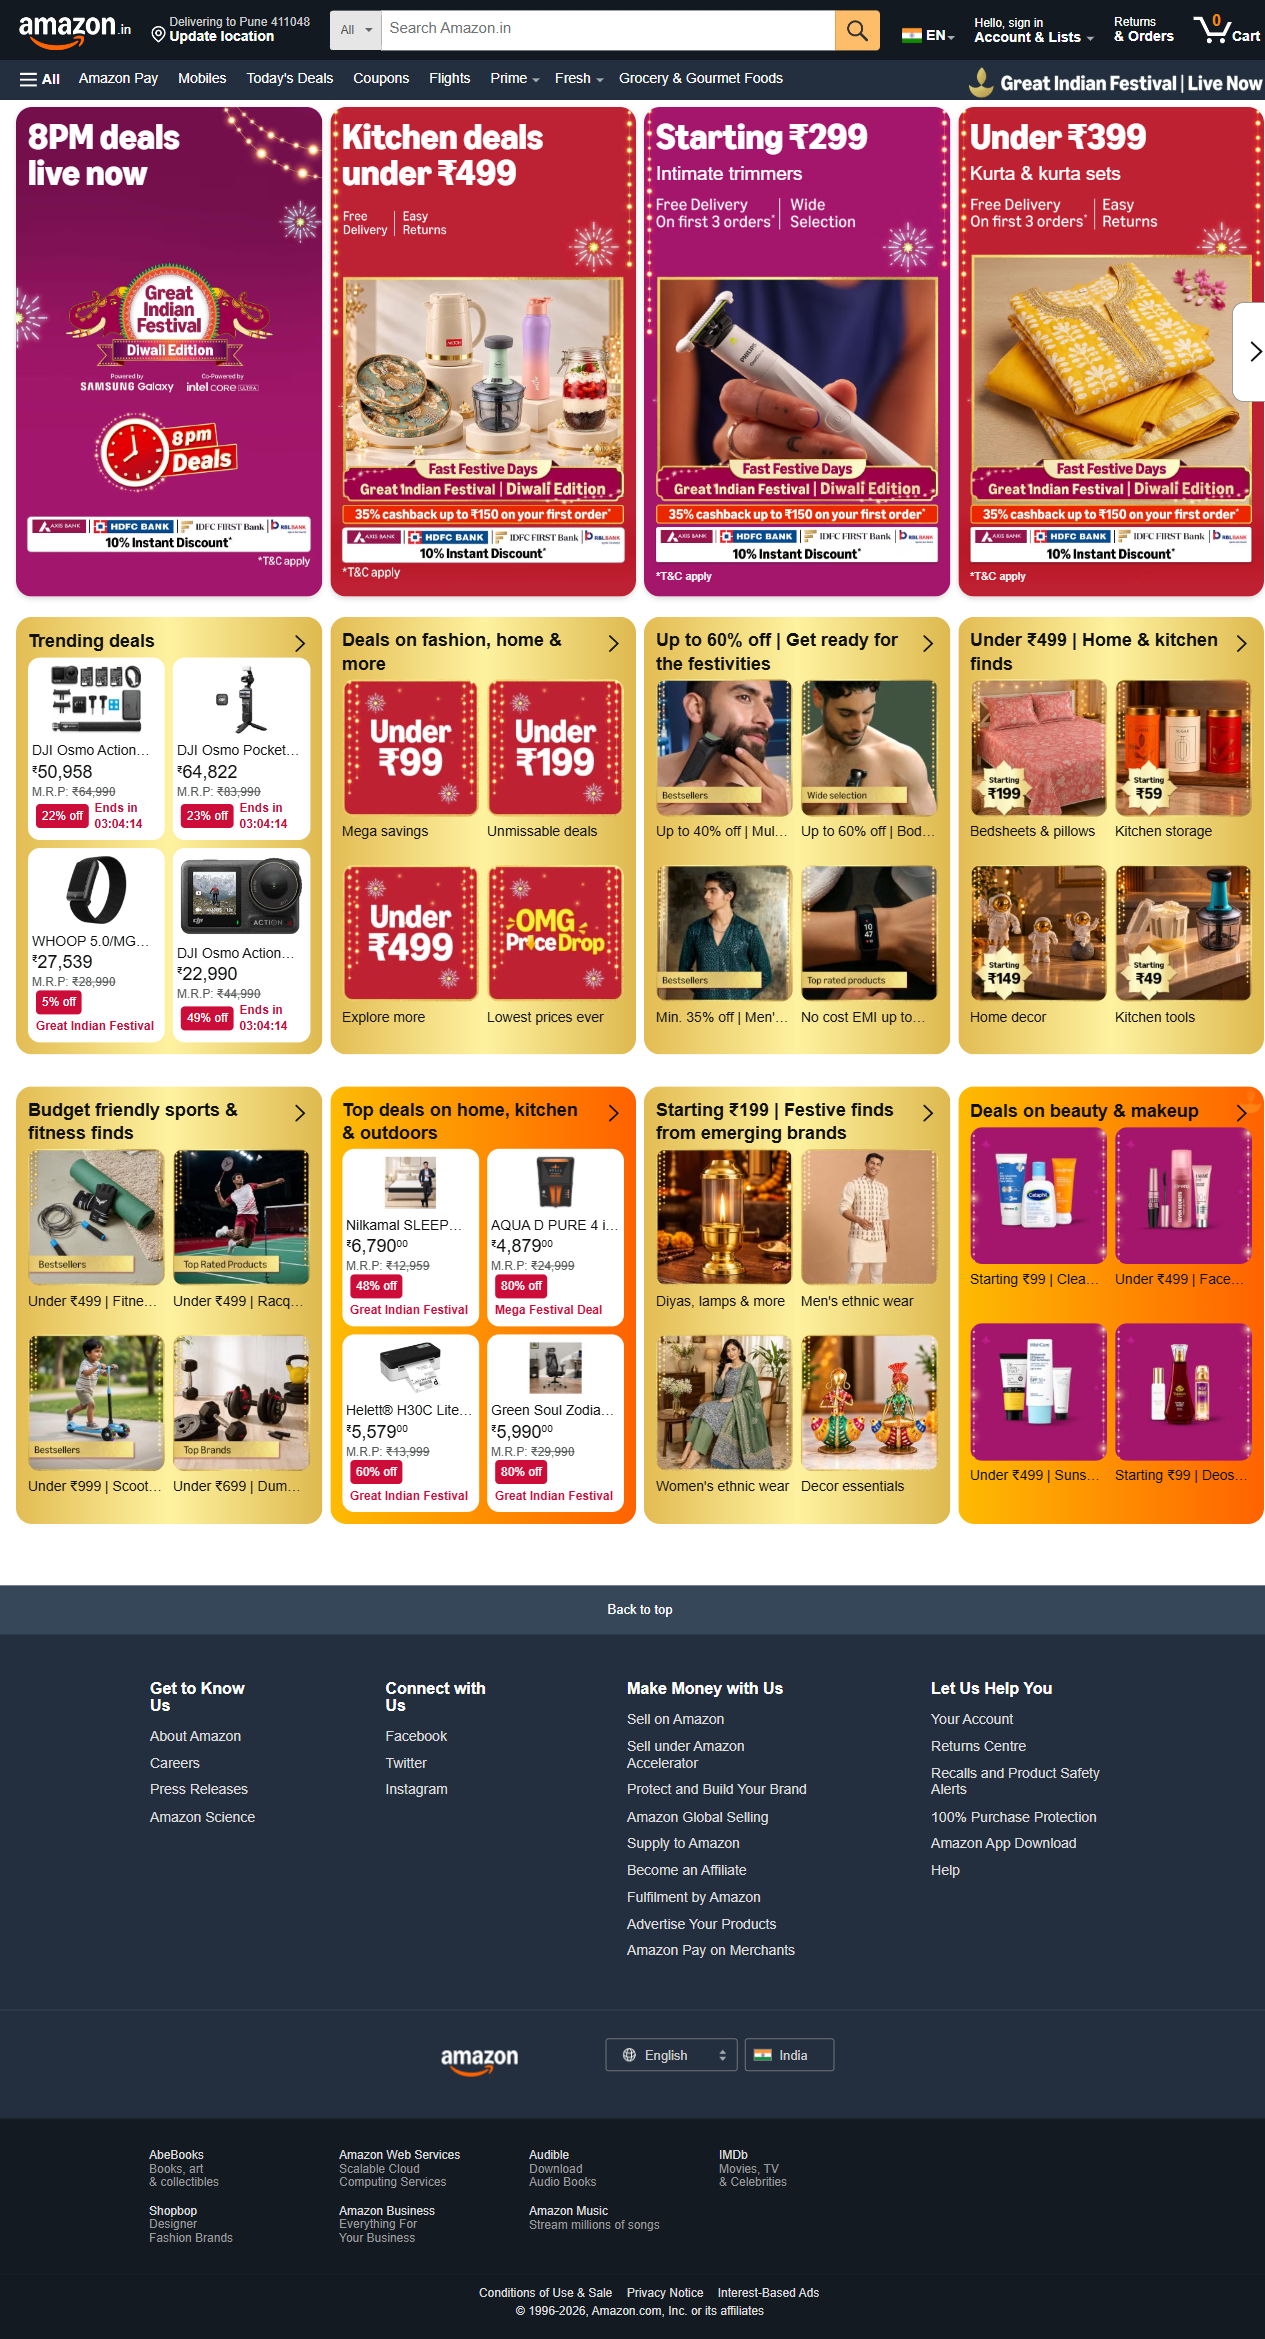 amazon.in
Delivering to Pune 411048
Update location
All
Search Amazon.in
EN
Hello, sign in
Account & Lists
Returns
& Orders
0
Cart
All
Amazon Pay
Mobiles
Today's Deals
Coupons
Flights
Prime
Fresh
Grocery & Gourmet Foods
Great Indian Festival | Live Now
8PM deals
live now
Great
Indian
Festival
Diwali Edition
Powered by
SAMSUNG Galaxy
Co-Powered by
intel CORE ULTRA
8pm
Deals
AXIS BANK
HDFC BANK
IDFC FIRST Bank
RBLBANK
10% Instant Discount*
*T&C apply
Kitchen deals
under ₹499
Free
Delivery
Easy
Returns
Fast Festive Days
Great Indian Festival | Diwali Edition
35% cashback up to ₹150 on your first order*
AXIS BANK
HDFC BANK
IDFC FIRST Bank
RBLBANK
10% Instant Discount*
*T&C apply
Starting ₹299
Intimate trimmers
Free Delivery
On first 3 orders*
Wide
Selection
PHILIPS
Fast Festive Days
Great Indian Festival | Diwali Edition
35% cashback up to ₹150 on your first order*
AXIS BANK
HDFC BANK
IDFC FIRST Bank
RBLBANK
10% Instant Discount*
*T&C apply
Under ₹399
Kurta & kurta sets
Free Delivery
On first 3 orders*
Easy
Returns
Fast Festive Days
Great Indian Festival | Diwali Edition
35% cashback up to ₹150 on your first order*
AXIS BANK
HDFC BANK
IDFC FIRST Bank
RBLBANK
10% Instant Discount*
*T&C apply
Trending deals
DJI Osmo Action…
₹50,958
M.R.P: ₹64,990
22% off
Ends in
03:04:14
DJI Osmo Pocket…
₹64,822
M.R.P: ₹83,990
23% off
Ends in
03:04:14
WHOOP 5.0/MG…
₹27,539
M.R.P: ₹28,990
5% off
Great Indian Festival
ACTION
DJI Osmo Action…
₹22,990
M.R.P: ₹44,990
49% off
Ends in
03:04:14
Deals on fashion, home &
more
Under
₹99
Mega savings
Under
₹199
Unmissable deals
Under
₹499
Explore more
OMG
Price Drop
Lowest prices ever
Up to 60% off | Get ready for
the festivities
Bestsellers
Up to 40% off | Mul…
Wide selection
Up to 60% off | Bod…
Bestsellers
Min. 35% off | Men'…
10
47
Top rated products
No cost EMI up to…
Under ₹499 | Home & kitchen
finds
Starting
₹199
Bedsheets & pillows
Starting
₹59
Kitchen storage
Starting
₹149
Home decor
Starting
₹49
Kitchen tools
Budget friendly sports &
fitness finds
Bestsellers
Under ₹499 | Fitne…
Top Rated Products
Under ₹499 | Racq…
Bestsellers
Under ₹999 | Scoot…
Top Brands
Under ₹699 | Dum…
Top deals on home, kitchen
& outdoors
Nilkamal SLEEP…
₹6,79000
M.R.P: ₹12,959
48% off
Great Indian Festival
AQUA D PURE 4 i…
₹4,87900
M.R.P: ₹24,999
80% off
Mega Festival Deal
Helett® H30C Lite…
₹5,57900
M.R.P: ₹13,999
60% off
Great Indian Festival
Green Soul Zodia…
₹5,99000
M.R.P: ₹29,990
80% off
Great Indian Festival
Starting ₹199 | Festive finds
from emerging brands
Diyas, lamps & more
Men's ethnic wear
Women's ethnic wear
Decor essentials
Deals on beauty & makeup
Cetaphil
Starting ₹99 | Clea…
Under ₹499 | Face…
Under ₹499 | Suns…
Starting ₹99 | Deos…
Back to top
Get to Know
Us
About Amazon
Careers
Press Releases
Amazon Science
Connect with
Us
Facebook
Twitter
Instagram
Make Money with Us
Sell on Amazon
Sell under Amazon
Accelerator
Protect and Build Your Brand
Amazon Global Selling
Supply to Amazon
Become an Affiliate
Fulfilment by Amazon
Advertise Your Products
Amazon Pay on Merchants
Let Us Help You
Your Account
Returns Centre
Recalls and Product Safety
Alerts
100% Purchase Protection
Amazon App Download
Help
amazon
English
India
AbeBooks
Books, art
& collectibles
Amazon Web Services
Scalable Cloud
Computing Services
Audible
Download
Audio Books
IMDb
Movies, TV
& Celebrities
Shopbop
Designer
Fashion Brands
Amazon Business
Everything For
Your Business
Amazon Music
Stream millions of songs
Conditions of Use & Sale
Privacy Notice
Interest-Based Ads
© 1996-2026, Amazon.com, Inc. or its affiliates